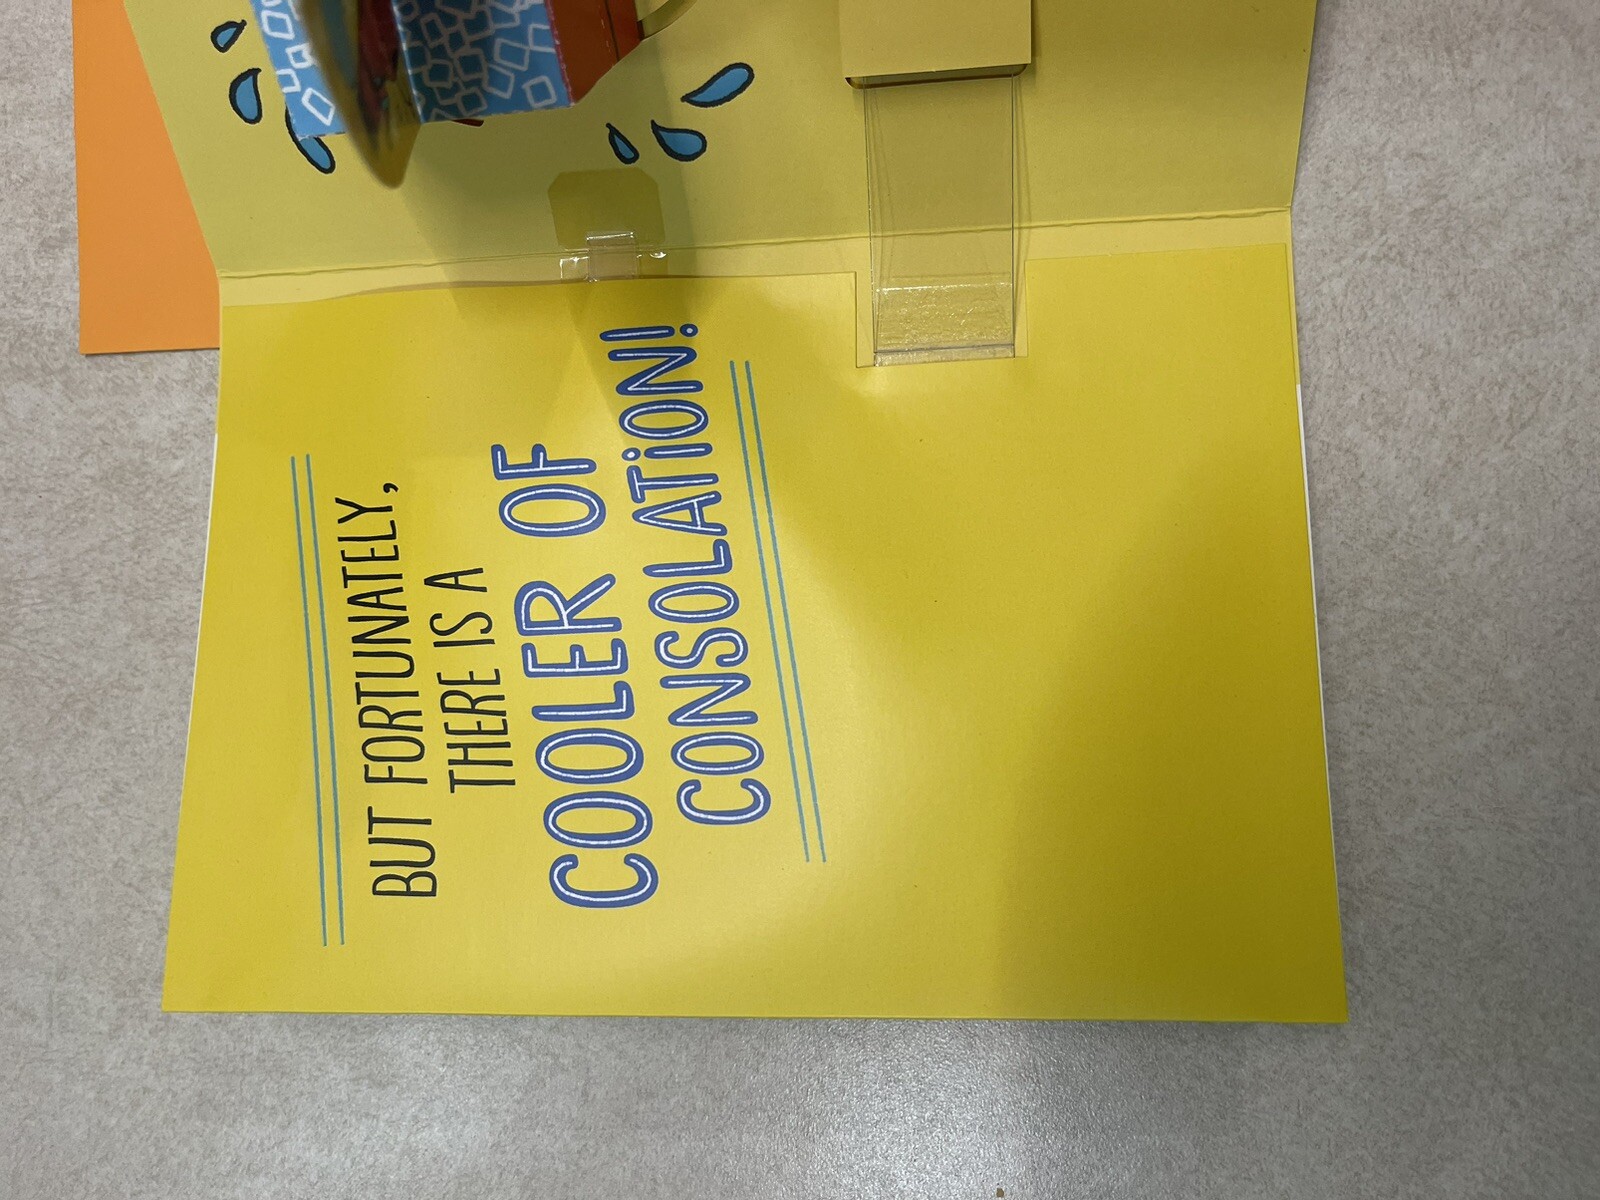 BUT FORTUNATELY,
THERE IS A
COOLER OF
CONSOLATiON!